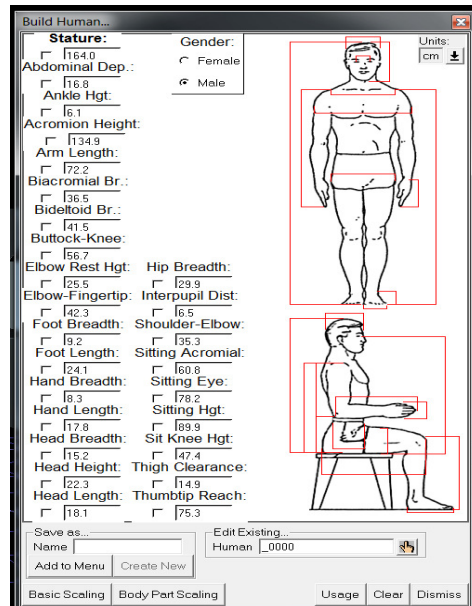 Build Human...
Stature:
164.0
Abdominal Dep.:
16.8
Ankle Hgt:
6.1
Acromion Height:
134.9
Arm Length:
72.2
Biacromial Br.:
36.5
Bideltoid Br.:
41.5
Buttock-Knee:
56.7
Elbow Rest Hgt:
25.5
Elbow-Fingertip:
42.3
Foot Breadth:
9.2
Foot Length:
24.1
Hand Breadth:
8.3
Hand Length:
17.8
Head Breadth:
15.2
Head Height:
22.3
Head Length:
18.1
Hip Breadth:
29.9
Interpupil Dist:
6.5
Shoulder-Elbow:
35.3
Sitting Acromial:
60.8
Sitting Eye:
78.2
Sitting Hgt:
89.9
Sit Knee Hgt:
47.4
Thigh Clearance:
14.9
Thumbtip Reach:
75.3
Gender:
Female
Male
Units:
cm
Save as...
Name
Add to Menu
Create New
Edit Existing...
Human _0000
Basic Scaling
Body Part Scaling
Usage
Clear
Dismiss